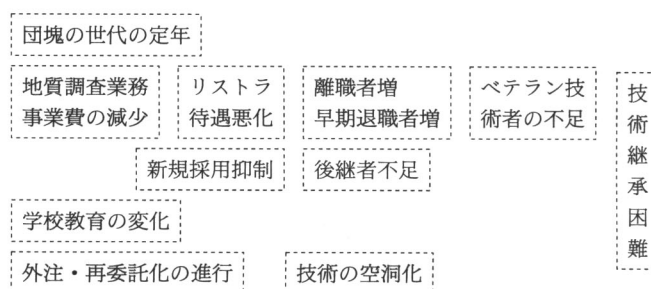 団塊の世代の定年
地質調査業務
事業費の減少
リストラ
待遇悪化
離職者増
早期退職者増
ベテラン技
術者の不足
技術継承困難
新規採用抑制
後継者不足
学校教育の変化
外注・再委託化の進行
技術の空洞化